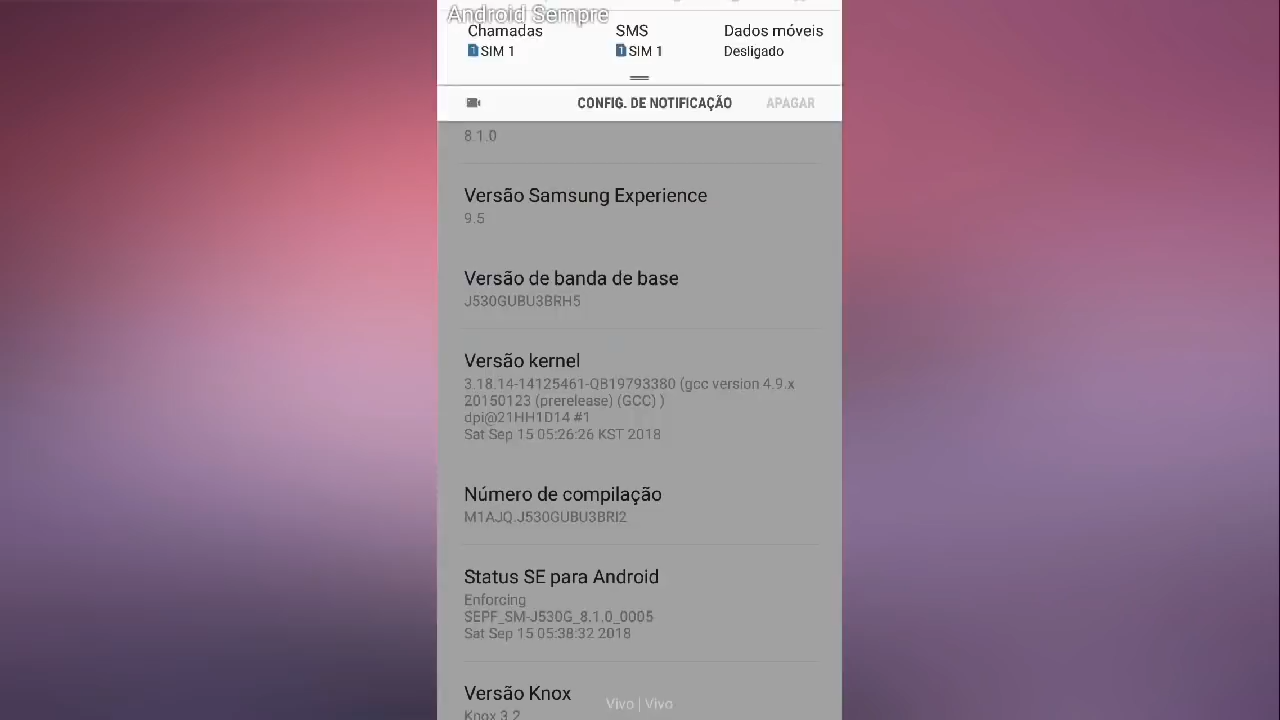 Android Sempre
Chamadas SMS Dados móveis
1 SIM 1 1 SIM 1 Desligado
CONFIG. DE NOTIFICAÇÃO APAGAR
8.1.0
Versão Samsung Experience
9.5
Versão de banda de base
J530GUBU3BRH5
Versão kernel
3.18.14-14125461-QB19793380 (gcc version 4.9.x
20150123 (prerelease) (GCC) )
dpi@21HH1D14 #1
Sat Sep 15 05:26:26 KST 2018
Número de compilação
M1AJQ.J530GUBU3BRI2
Status SE para Android
Enforcing
SEPF_SM-J530G_8.1.0_0005
Sat Sep 15 05:38:32 2018
Versão Knox
Knox 3.2
Vivo | Vivo